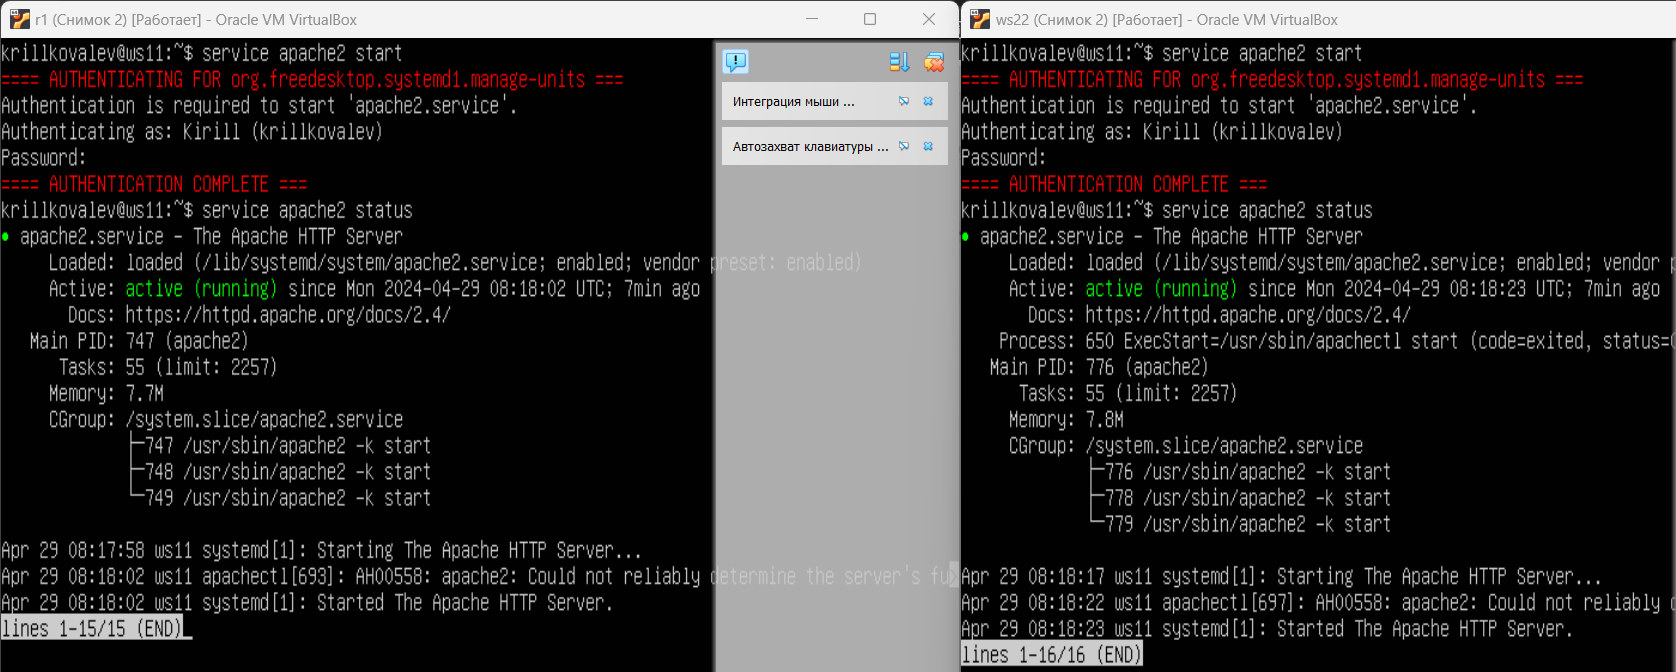 r1 (Снимок 2) [Работает] - Oracle VM VirtualBox
krillkovalev@ws11:~$ service apache2 start
==== AUTHENTICATING FOR org.freedesktop.systemd1.manage-units ===
Authentication is required to start 'apache2.service'.
Authenticating as: Kirill (krillkovalev)
Password:
==== AUTHENTICATION COMPLETE ===
krillkovalev@ws11:~$ service apache2 status
● apache2.service - The Apache HTTP Server
Loaded: loaded (/lib/systemd/system/apache2.service; enabled; vendor preset: enabled)
Active: active (running) since Mon 2024-04-29 08:18:02 UTC; 7min ago
Docs: https://httpd.apache.org/docs/2.4/
Main PID: 747 (apache2)
Tasks: 55 (limit: 2257)
Memory: 7.7M
CGroup: /system.slice/apache2.service
├─747 /usr/sbin/apache2 -k start
├─748 /usr/sbin/apache2 -k start
└─749 /usr/sbin/apache2 -k start
Apr 29 08:17:58 ws11 systemd[1]: Starting The Apache HTTP Server...
Apr 29 08:18:02 ws11 apachectl[693]: AH00558: apache2: Could not reliably determine the server's fu>
Apr 29 08:18:02 ws11 systemd[1]: Started The Apache HTTP Server.
lines 1-15/15 (END)
Интеграция мыши ...
Автозахват клавиатуры ...
ws22 (Снимок 2) [Работает] - Oracle VM VirtualBox
krillkovalev@ws11:~$ service apache2 start
==== AUTHENTICATING FOR org.freedesktop.systemd1.manage-units ===
Authentication is required to start 'apache2.service'.
Authenticating as: Kirill (krillkovalev)
Password:
==== AUTHENTICATION COMPLETE ===
krillkovalev@ws11:~$ service apache2 status
● apache2.service - The Apache HTTP Server
Loaded: loaded (/lib/systemd/system/apache2.service; enabled; vendor
Active: active (running) since Mon 2024-04-29 08:18:23 UTC; 7min ago
Docs: https://httpd.apache.org/docs/2.4/
Process: 650 ExecStart=/usr/sbin/apachectl start (code=exited, status=
Main PID: 776 (apache2)
Tasks: 55 (limit: 2257)
Memory: 7.8M
CGroup: /system.slice/apache2.service
├─776 /usr/sbin/apache2 -k start
├─778 /usr/sbin/apache2 -k start
└─779 /usr/sbin/apache2 -k start
Apr 29 08:18:17 ws11 systemd[1]: Starting The Apache HTTP Server...
Apr 29 08:18:22 ws11 apachectl[697]: AH00558: apache2: Could not reliably
Apr 29 08:18:23 ws11 systemd[1]: Started The Apache HTTP Server.
lines 1-16/16 (END)